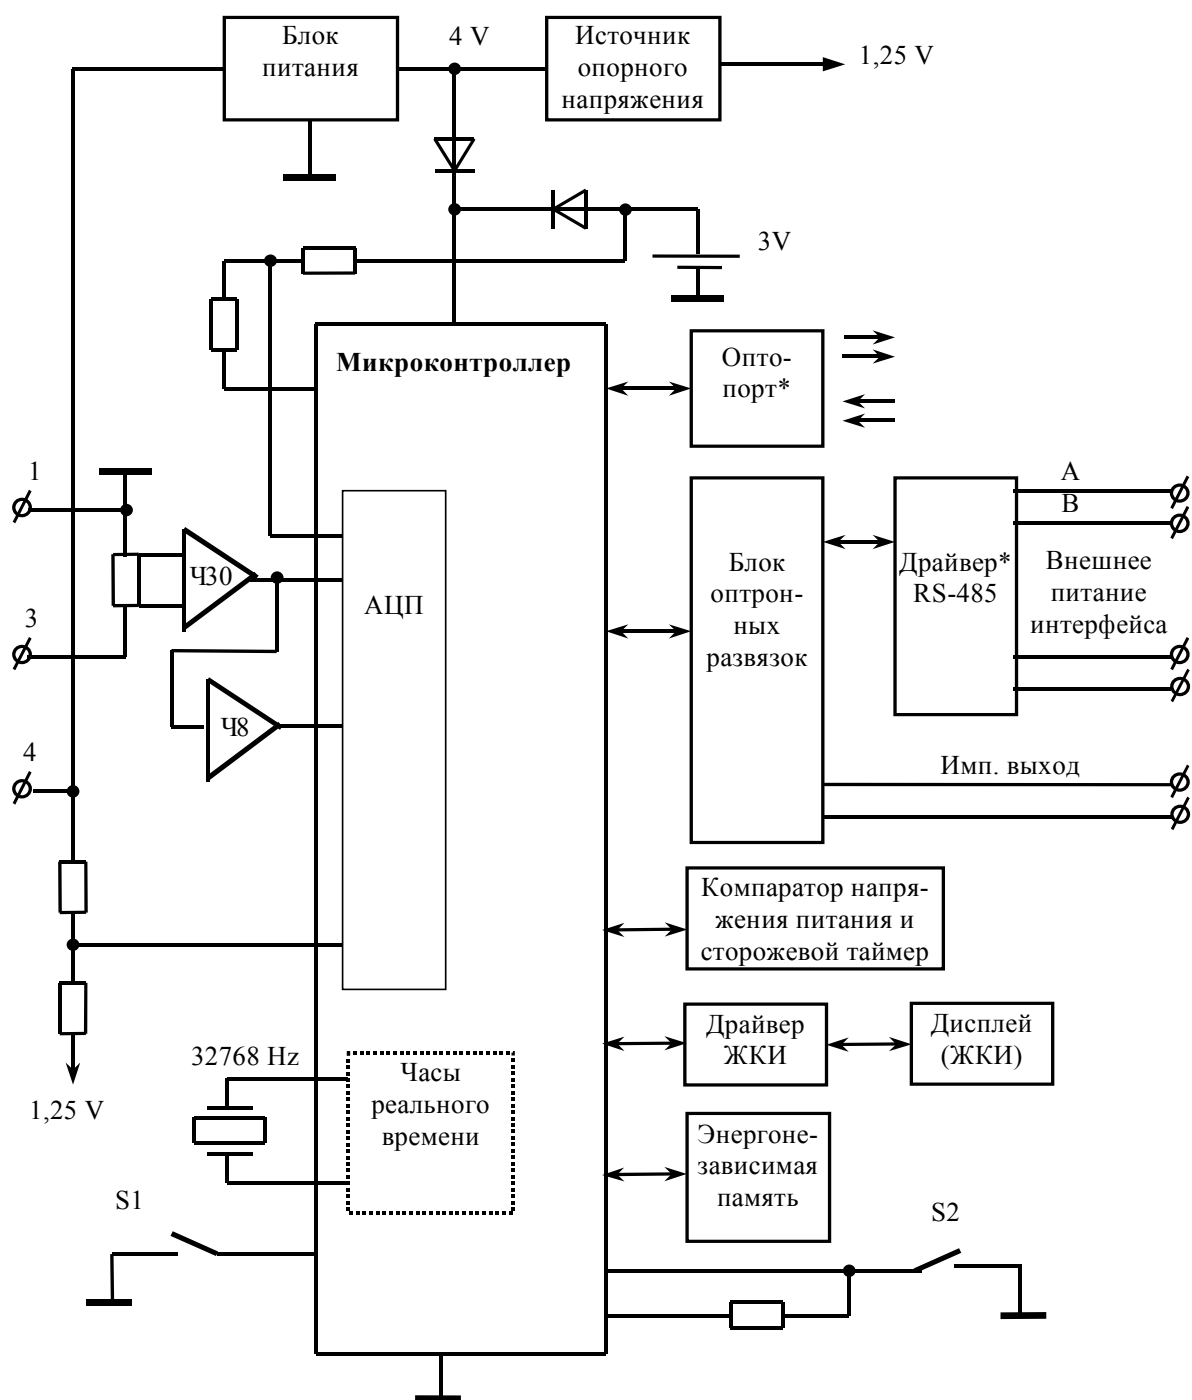 Блок
питания
4 V
Источник
опорного
напряжения
1,25 V
3V
Микроконтроллер
Опто-
порт*
1
Ч30
3
АЦП
Ч8
4
Блок
оптрон-
ных
развязок
Драйвер*
RS-485
A
B
Внешнее
питание
интерфейса
Имп. выход
Компаратор напря-
жения питания и
сторожевой таймер
Драйвер
ЖКИ
Дисплей
(ЖКИ)
32768 Hz
Часы
реального
времени
1,25 V
Энергоне-
зависимая
память
S1
S2